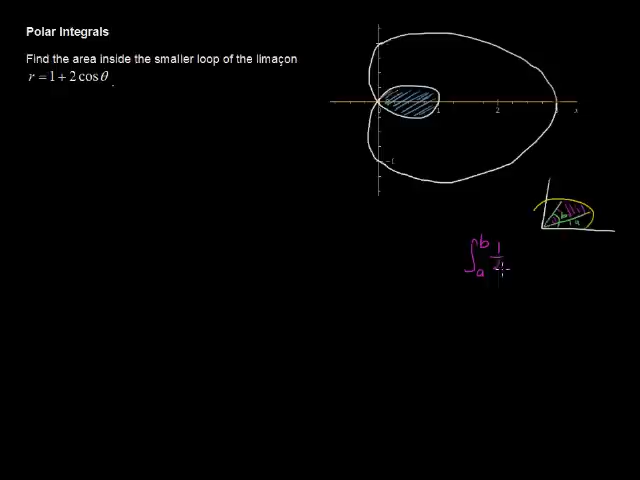 Polar Integrals
Find the area inside the smaller loop of the limaçon
r = 1 + 2 cos θ .
1
2
3
x
-1
b
a
∫_a^b 1/